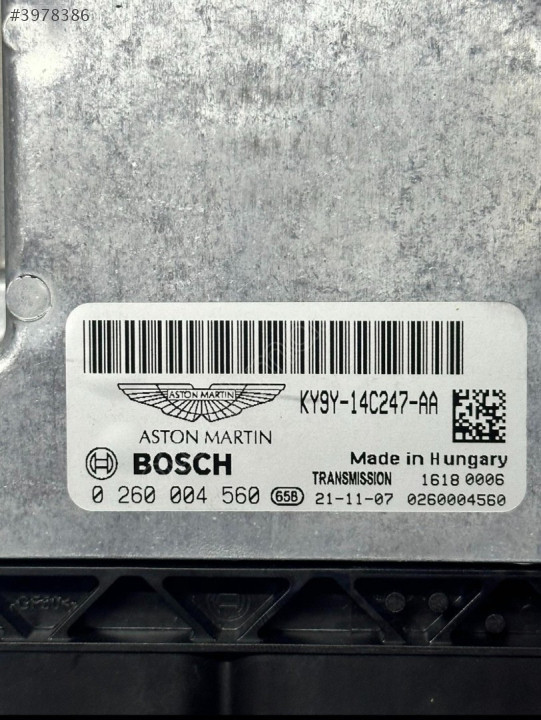 #3978386
ASTON MARTIN
KY9Y-14C247-AA
ASTON MARTIN
BOSCH
Made in Hungary
TRANSMISSION 1618 0006
0 260 004 560 658 21-11-07 0260004560